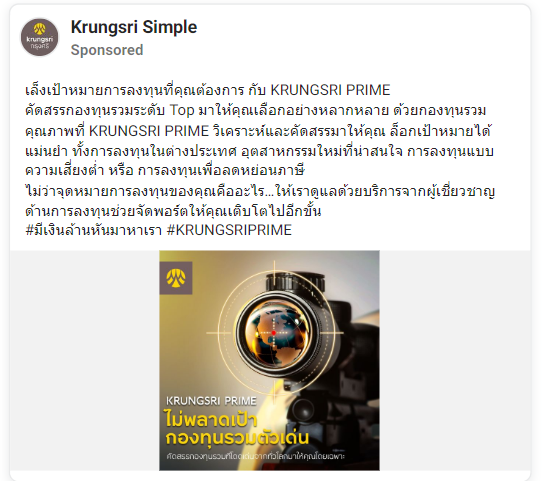 krungsri
กรุงศรี
Krungsri Simple
Sponsored
เล็งเป้าหมายการลงทุนที่คุณต้องการ กับ KRUNGSRI PRIME
คัดสรรกองทุนรวมระดับ Top มาให้คุณเลือกอย่างหลากหลาย ด้วยกองทุนรวม
คุณภาพที่ KRUNGSRI PRIME วิเคราะห์และคัดสรรมาให้คุณ ล็อกเป้าหมายได้
แม่นยำ ทั้งการลงทุนในต่างประเทศ อุตสาหกรรมใหม่ที่น่าสนใจ การลงทุนแบบ
ความเสี่ยงต่ำ หรือ การลงทุนเพื่อลดหย่อนภาษี
ไม่ว่าจุดหมายการลงทุนของคุณคืออะไร...ให้เราดูแลด้วยบริการจากผู้เชี่ยวชาญ
ด้านการลงทุนช่วยจัดพอร์ตให้คุณเติบโตไปอีกขั้น
#มีเงินล้านหันมาหาเรา #KRUNGSRIPRIME
KRUNGSRI PRIME
ไม่พลาดเป้า
กองทุนรวมตัวเด่น
คัดสรรกองทุนรวมที่โดดเด่นจากทั่วโลกมาให้คุณโดยเฉพาะ